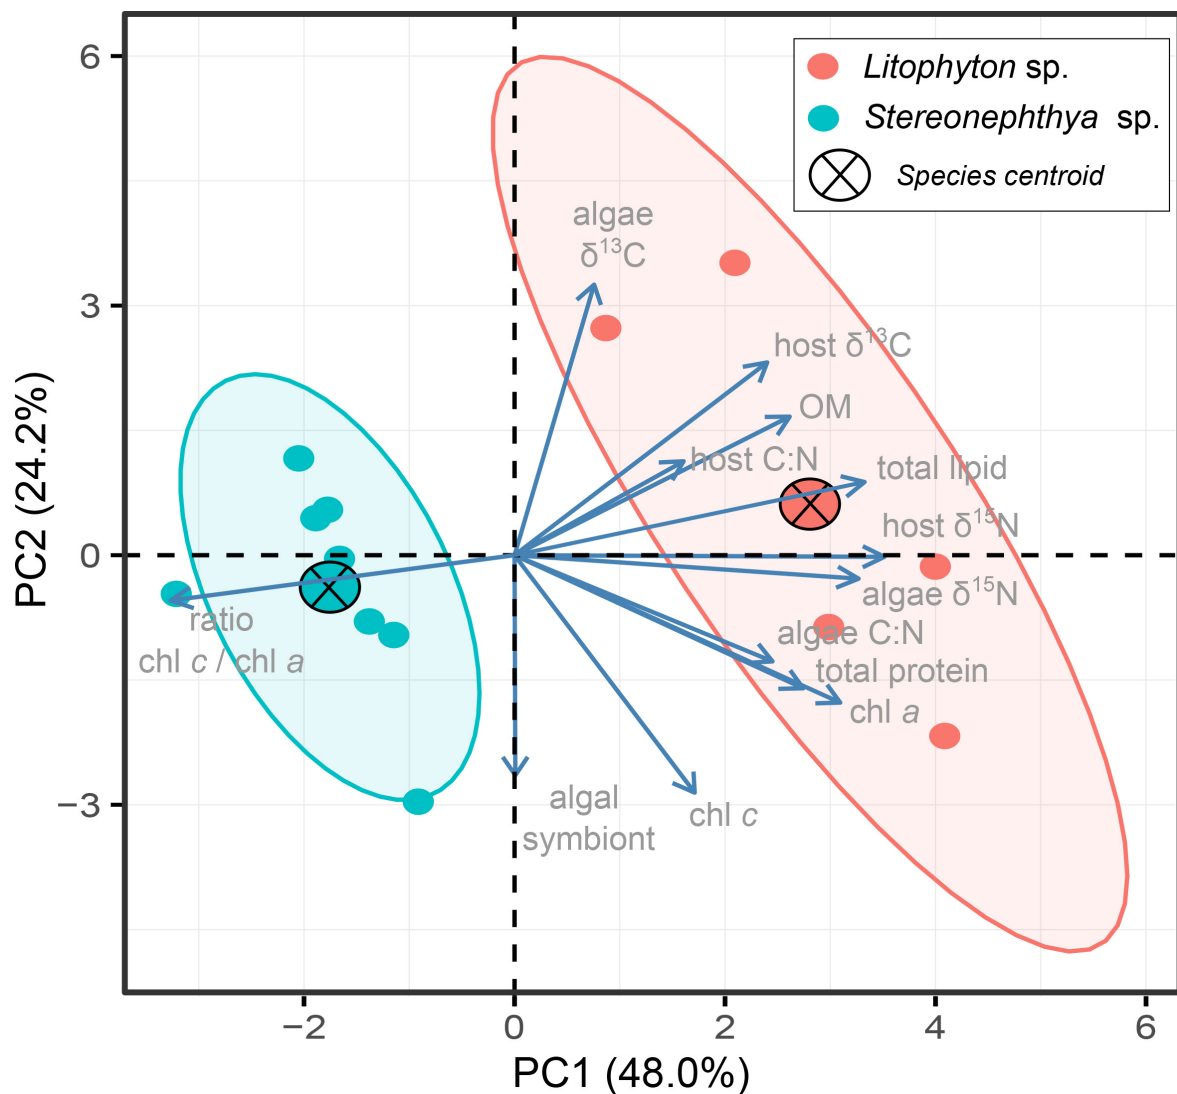 Litophyton sp.
Stereonephthya sp.
Species centroid
6
3
0
−3
PC2 (24.2%)
algae
δ¹³C
host δ¹³C
OM
host C:N
total lipid
host δ¹⁵N
algae δ¹⁵N
algae C:N
total protein
chl a
ratio
chl c / chl a
algal
symbiont
chl c
−2
0
2
4
6
PC1 (48.0%)